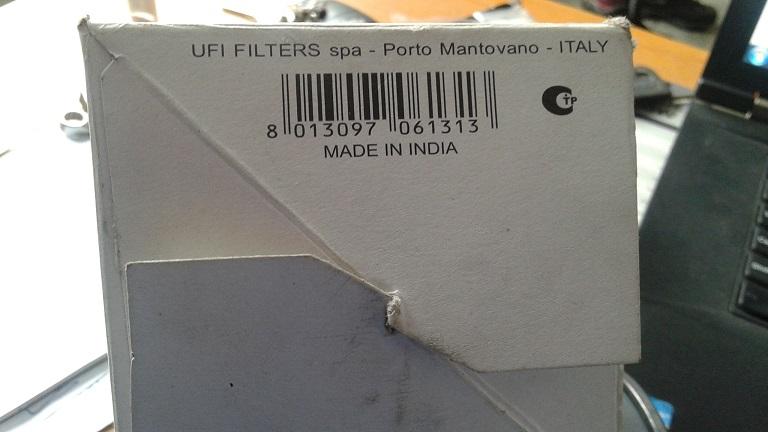 UFI FILTERS spa - Porto Mantovano - ITALY
8 013097 061313
MADE IN INDIA